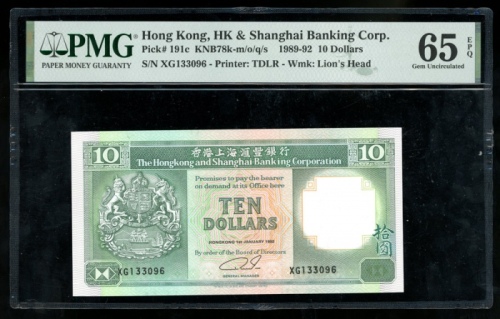 PMG
PAPER MONEY GUARANTY
Hong Kong, HK & Shanghai Banking Corp.
Pick# 191c KNB78k-m/o/q/s 1989-92 10 Dollars
S/N XG133096 - Printer: TDLR - Wmk: Lion's Head
65 EPQ
Gem Uncirculated
10 香港上海滙豐銀行 10
The Hongkong and Shanghai Banking Corporation
Promises to pay the bearer
on demand at its Office here
TEN
DOLLARS
拾圓
HONGKONG 1st JANUARY
By order of the Board of Directors
GENERAL MANAGER
XG133096 XG133096